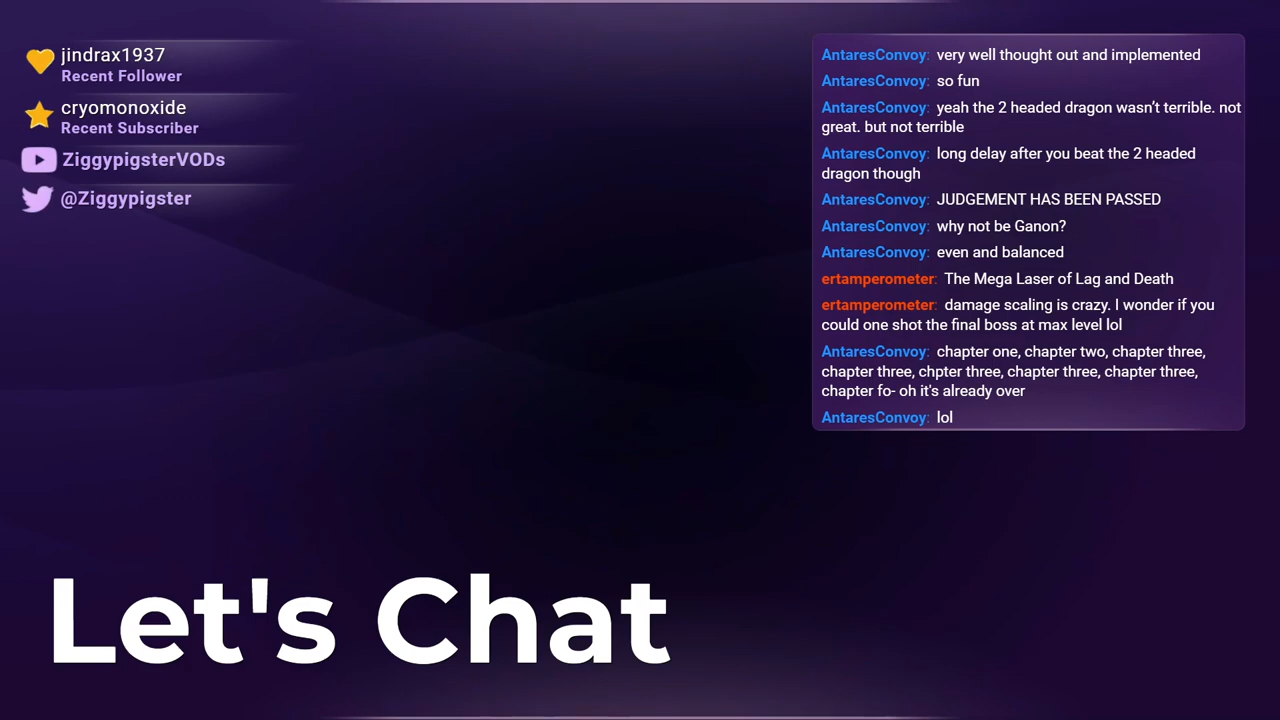 jindrax1937
Recent Follower
cryomonoxide
Recent Subscriber
ZiggypigsterVODs
@Ziggypigster
AntaresConvoy: very well thought out and implemented
AntaresConvoy: so fun
AntaresConvoy: yeah the 2 headed dragon wasn’t terrible. not
great. but not terrible
AntaresConvoy: long delay after you beat the 2 headed
dragon though
AntaresConvoy: JUDGEMENT HAS BEEN PASSED
AntaresConvoy: why not be Ganon?
AntaresConvoy: even and balanced
ertamperometer: The Mega Laser of Lag and Death
ertamperometer: damage scaling is crazy. I wonder if you
could one shot the final boss at max level lol
AntaresConvoy: chapter one, chapter two, chapter three,
chapter three, chpter three, chapter three, chapter three,
chapter fo- oh it's already over
AntaresConvoy: lol
Let's Chat